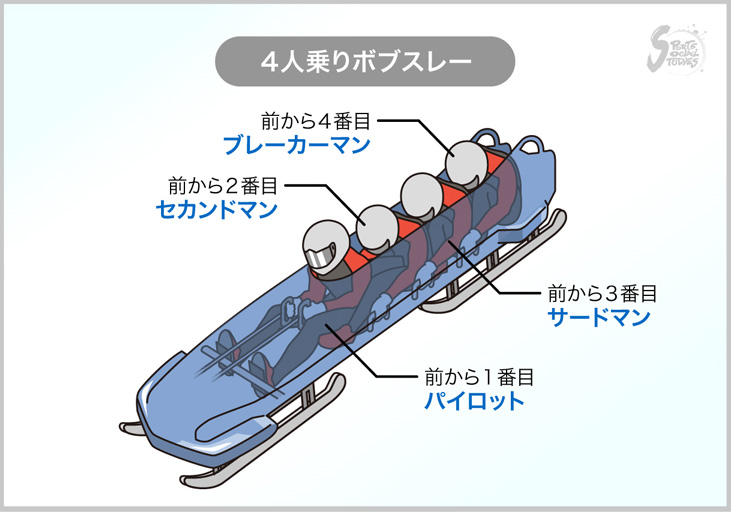 4人乗りボブスレー
SPORTS
SOCIAL
STUDIES
前から4番目
ブレーカーマン
前から2番目
セカンドマン
前から3番目
サードマン
前から1番目
パイロット